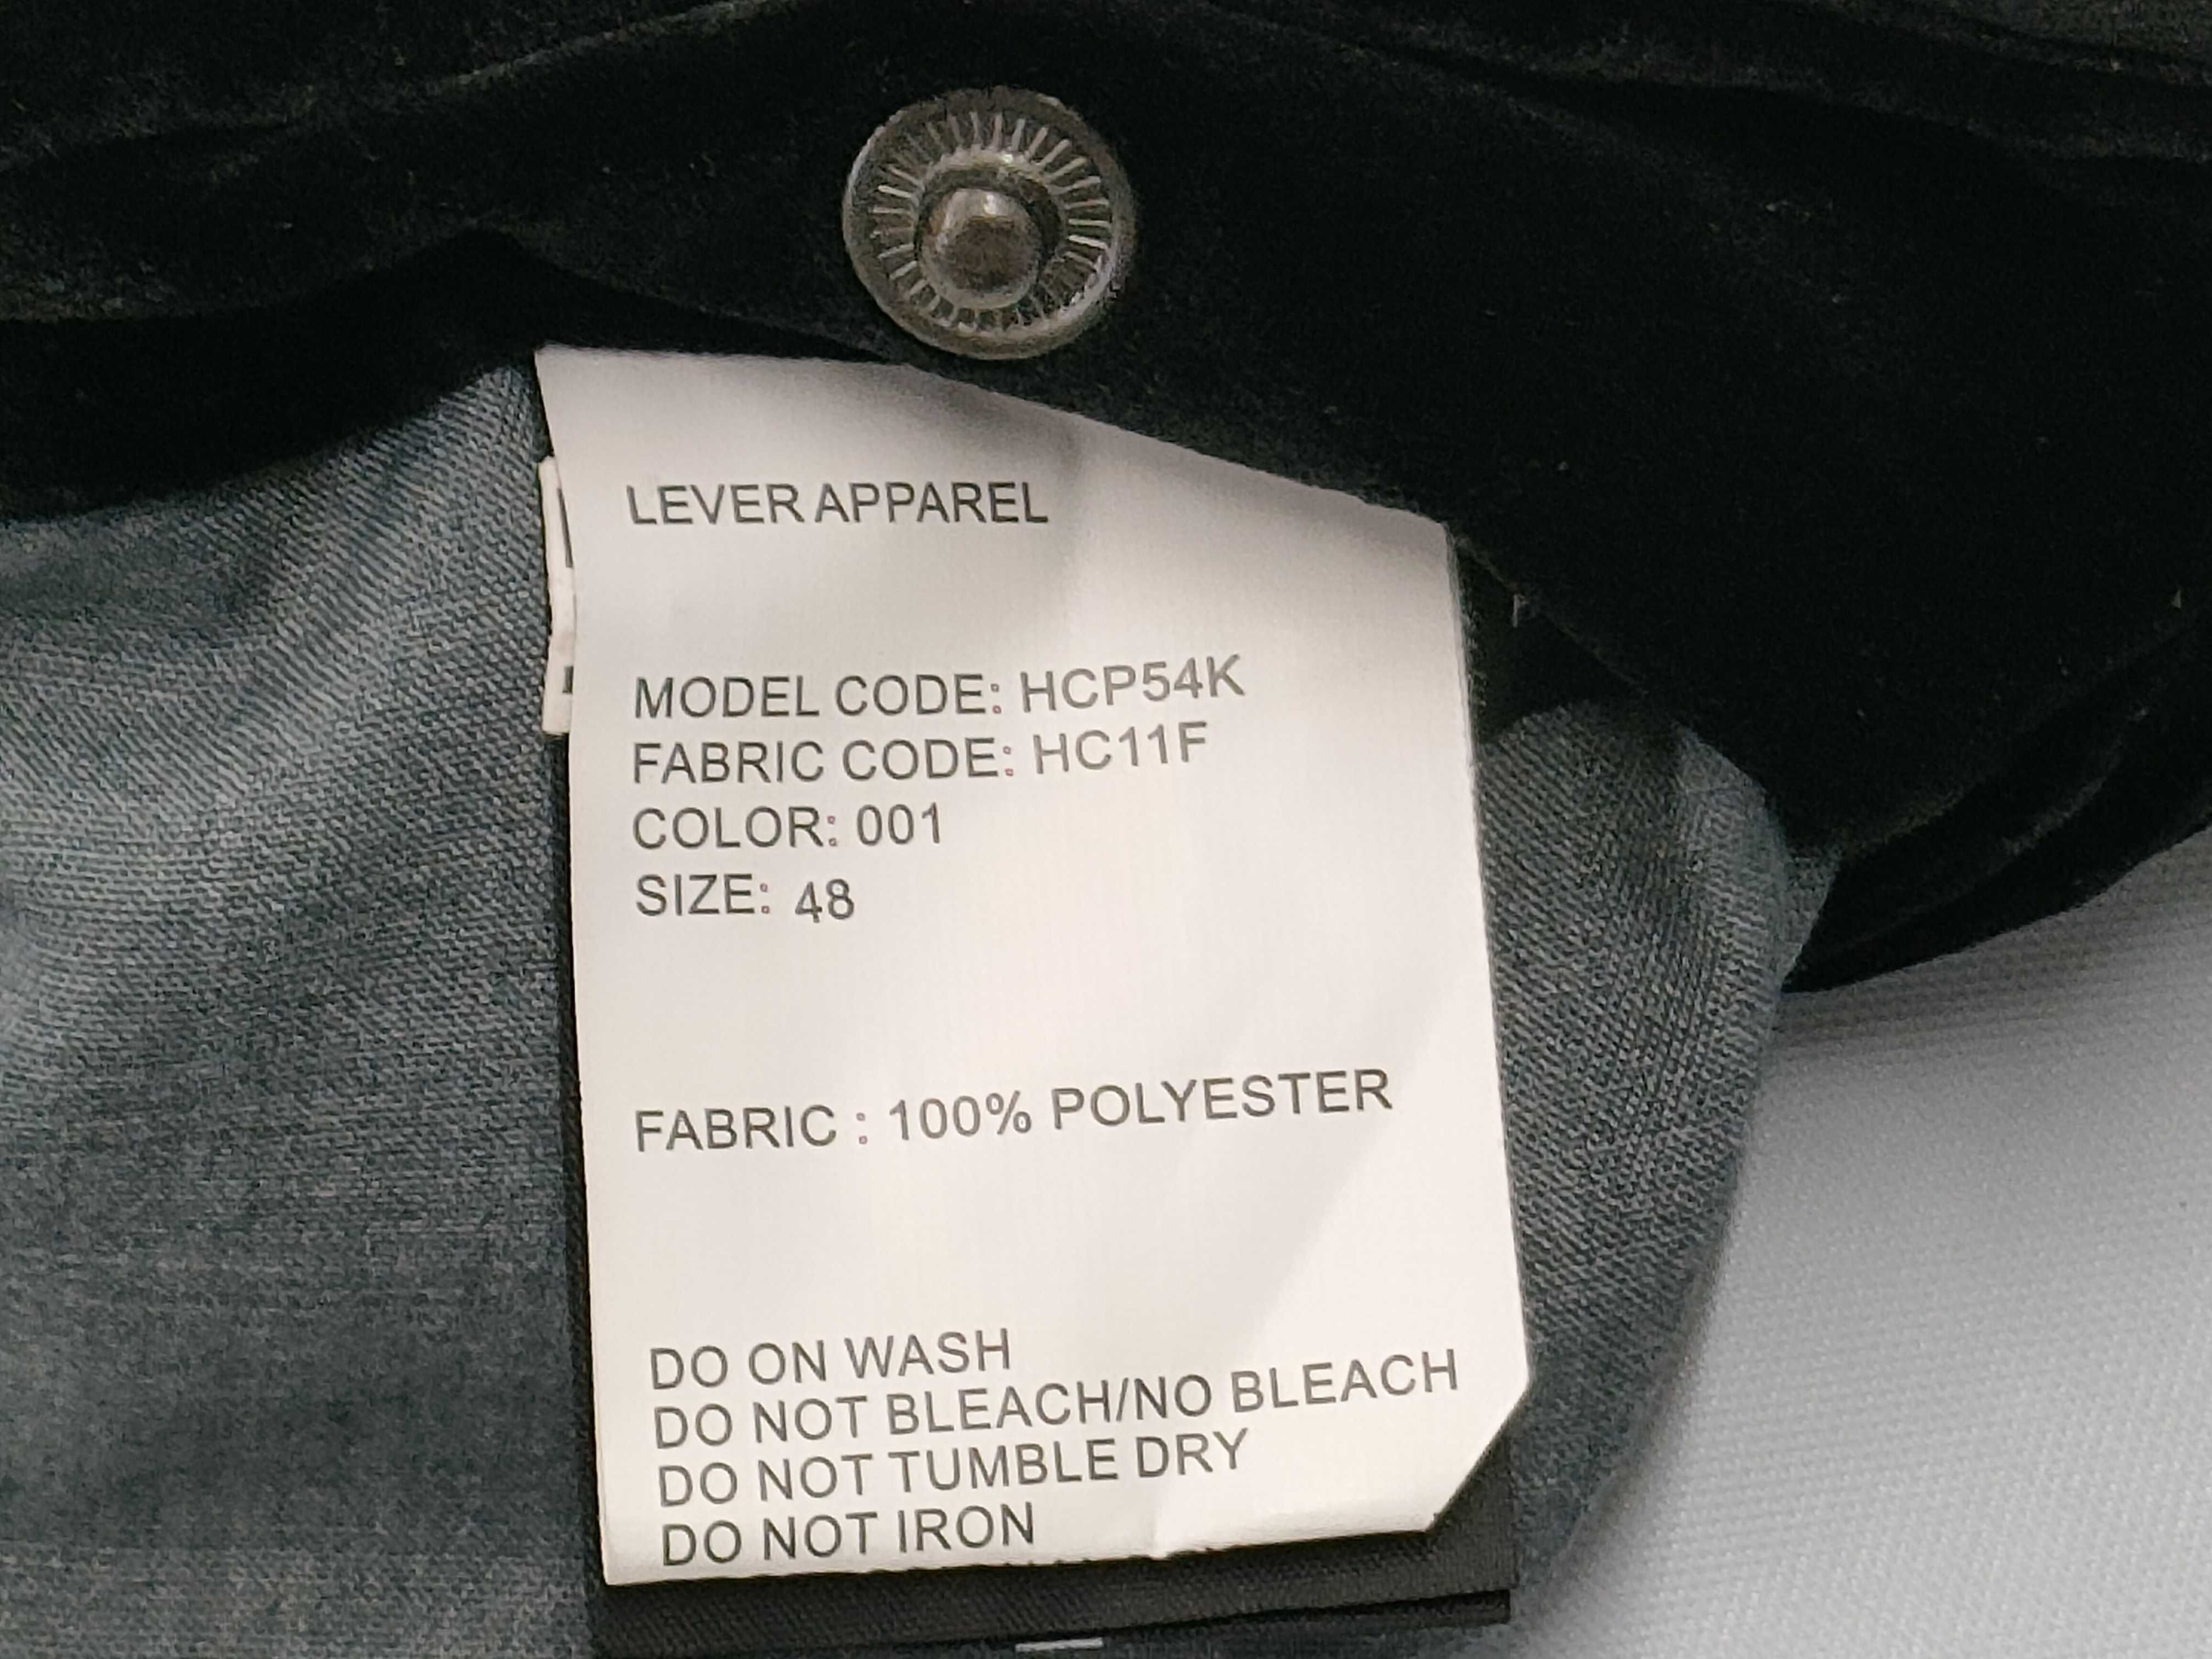 LEVER APPAREL
MODEL CODE: HCP54K
FABRIC CODE: HC11F
COLOR: 001
SIZE: 48
FABRIC : 100% POLYESTER
DO ON WASH
DO NOT BLEACH/NO BLEACH
DO NOT TUMBLE DRY
DO NOT IRON